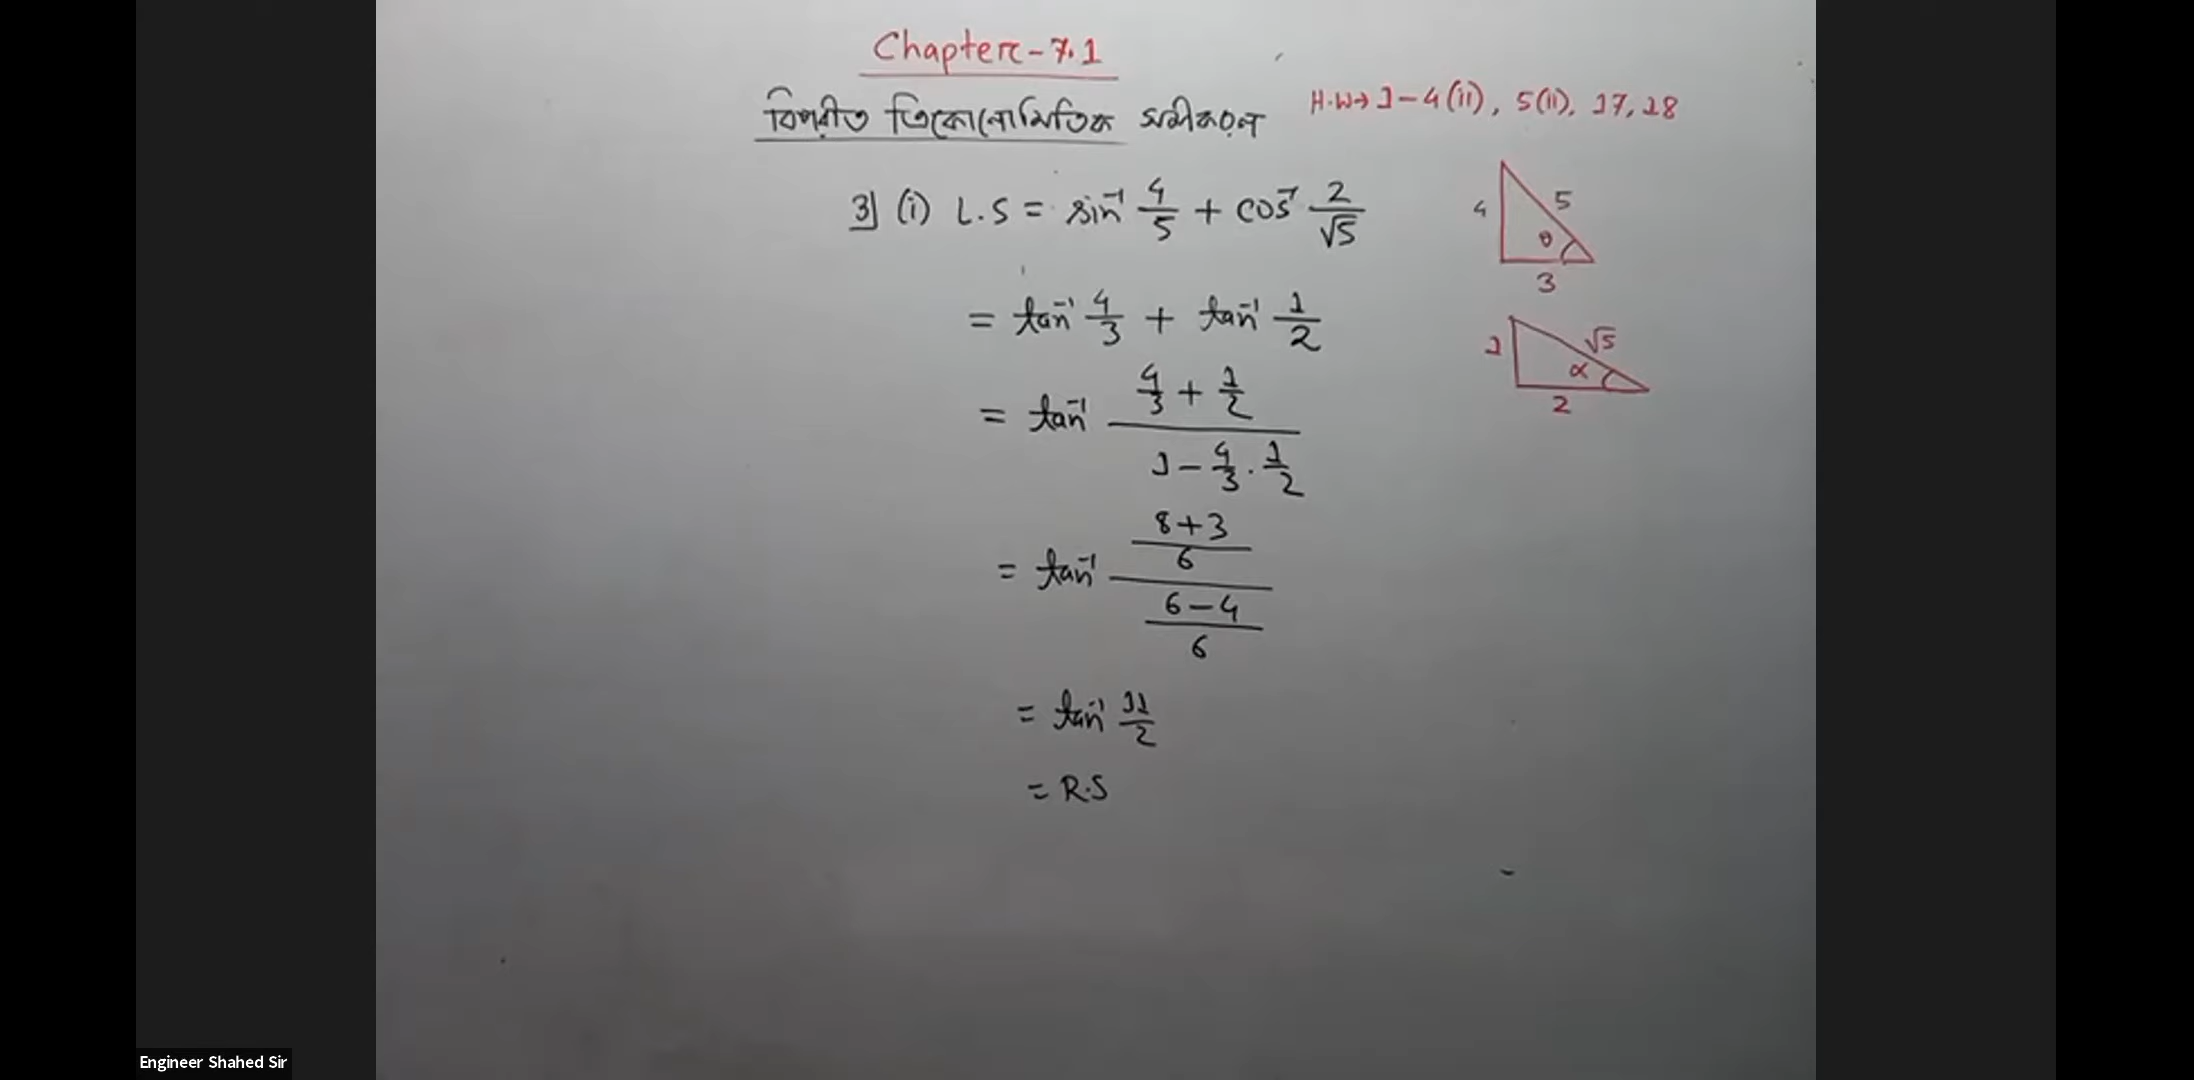 Chapter-7.1
বিপরীত ত্রিকোনোমিতিক সমীকরণ
H.W→ 1-4(ii), 5(ii), 17, 18
3] (i) L.S = sin⁻¹ 4/5 + cos⁻¹ 2/√5
= tan⁻¹ 4/3 + tan⁻¹ 1/2
= tan⁻¹ (4/3 + 1/2)/(1 - 4/3 . 1/2)
= tan⁻¹ ((8+3)/6)/((6-4)/6)
= tan⁻¹ 11/2
= R.S
4 5 θ 3
1 √5 α 2
Engineer Shahed Sir